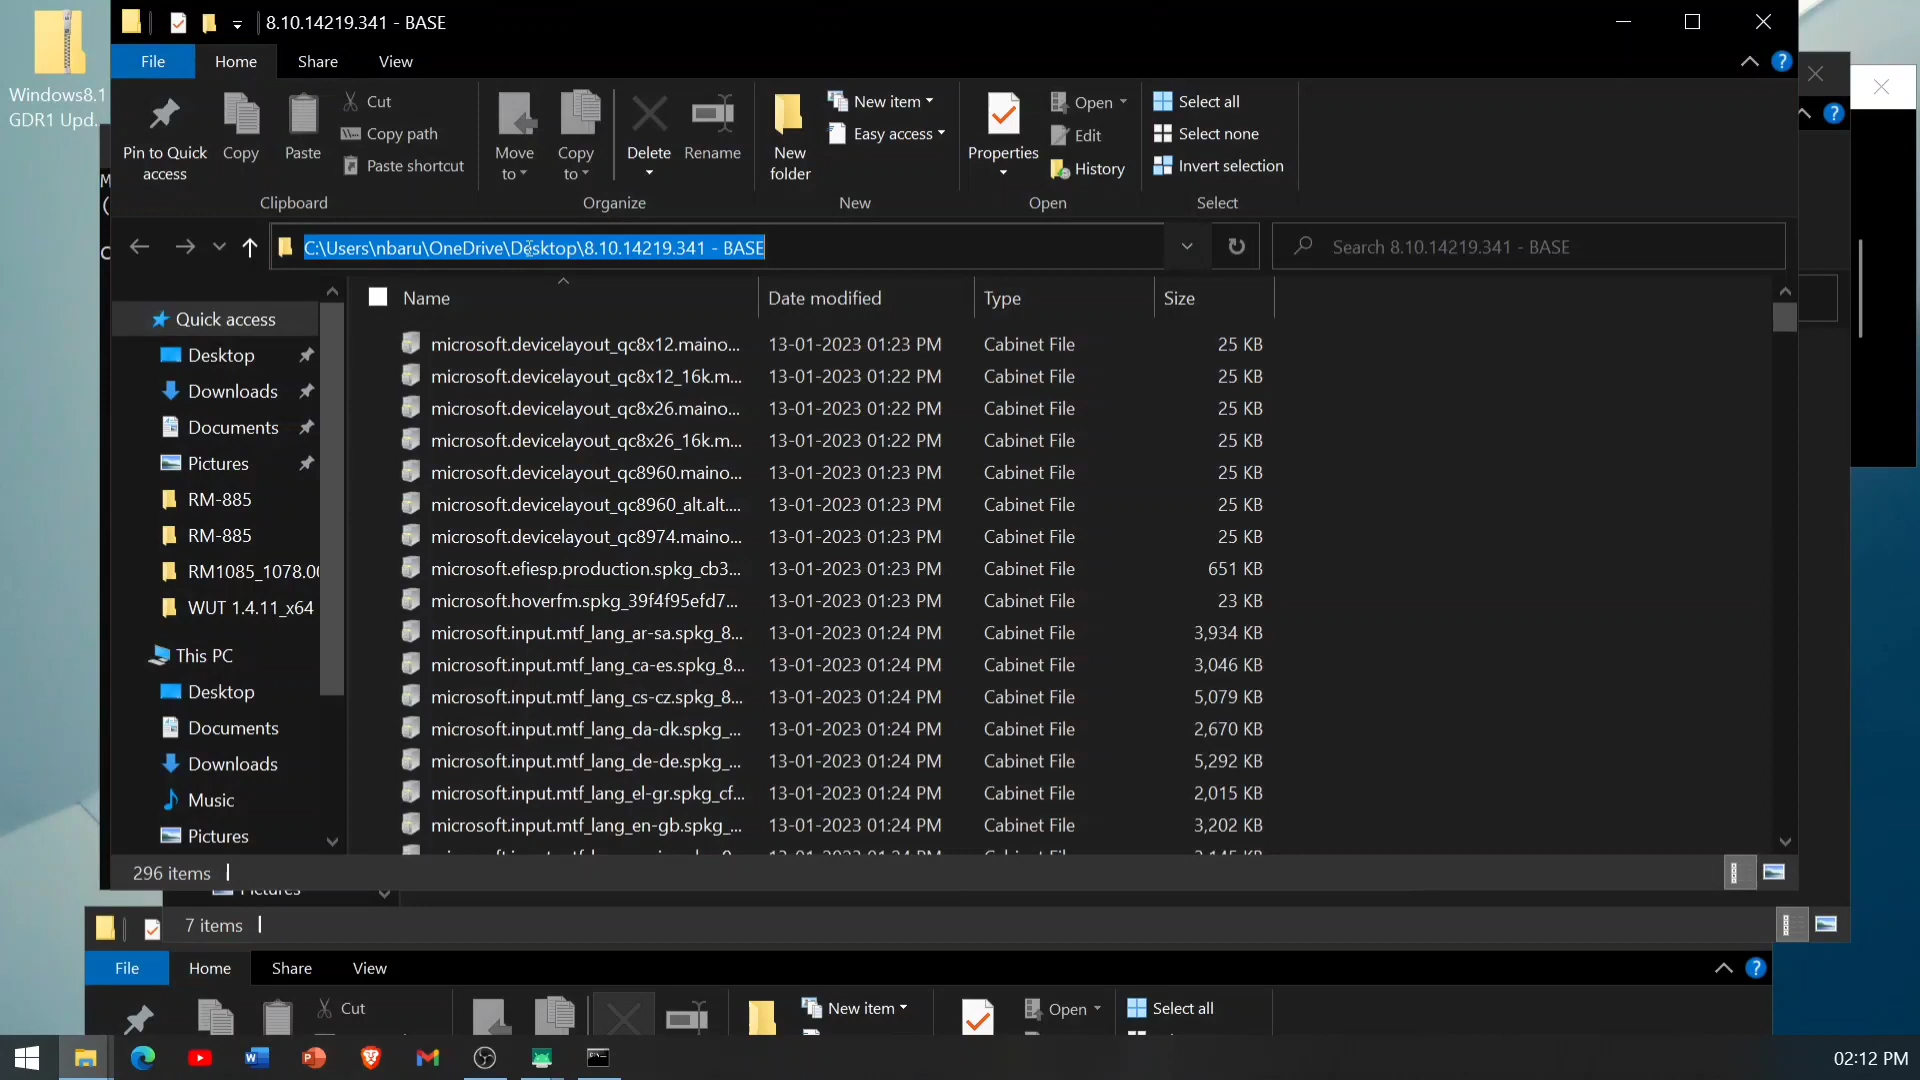 Windows8.1
GDR1 Upd...
8.10.14219.341 - BASE
File
Home
Share
View
Pin to Quick
access
Copy
Paste
Cut
Copy path
Paste shortcut
Clipboard
Move
to
Copy
to
Delete
Rename
Organize
New
folder
New item
Easy access
New
Properties
Open
Edit
History
Open
Select all
Select none
Invert selection
Select
C:\Users\nbaru\OneDrive\Desktop\8.10.14219.341 - BASE
Search 8.10.14219.341 - BASE
Quick access
Desktop
Downloads
Documents
Pictures
RM-885
RM-885
RM1085_1078.00
WUT 1.4.11_x64
This PC
Desktop
Documents
Downloads
Music
Pictures
Name Date modified Type Size
microsoft.devicelayout_qc8x12.maino... 13-01-2023 01:23 PM Cabinet File 25 KB
microsoft.devicelayout_qc8x12_16k.m... 13-01-2023 01:22 PM Cabinet File 25 KB
microsoft.devicelayout_qc8x26.maino... 13-01-2023 01:22 PM Cabinet File 25 KB
microsoft.devicelayout_qc8x26_16k.m... 13-01-2023 01:22 PM Cabinet File 25 KB
microsoft.devicelayout_qc8960.maino... 13-01-2023 01:23 PM Cabinet File 25 KB
microsoft.devicelayout_qc8960_alt.alt.... 13-01-2023 01:23 PM Cabinet File 25 KB
microsoft.devicelayout_qc8974.maino... 13-01-2023 01:23 PM Cabinet File 25 KB
microsoft.efiesp.production.spkg_cb3... 13-01-2023 01:23 PM Cabinet File 651 KB
microsoft.hoverfm.spkg_39f4f95efd7... 13-01-2023 01:23 PM Cabinet File 23 KB
microsoft.input.mtf_lang_ar-sa.spkg_8... 13-01-2023 01:24 PM Cabinet File 3,934 KB
microsoft.input.mtf_lang_ca-es.spkg_8... 13-01-2023 01:24 PM Cabinet File 3,046 KB
microsoft.input.mtf_lang_cs-cz.spkg_8... 13-01-2023 01:24 PM Cabinet File 5,079 KB
microsoft.input.mtf_lang_da-dk.spkg_... 13-01-2023 01:24 PM Cabinet File 2,670 KB
microsoft.input.mtf_lang_de-de.spkg_... 13-01-2023 01:24 PM Cabinet File 5,292 KB
microsoft.input.mtf_lang_el-gr.spkg_cf... 13-01-2023 01:24 PM Cabinet File 2,015 KB
microsoft.input.mtf_lang_en-gb.spkg_... 13-01-2023 01:24 PM Cabinet File 3,202 KB
296 items
Pictures
7 items
File
Home
Share
View
Cut
New item
Open
Select all
02:12 PM